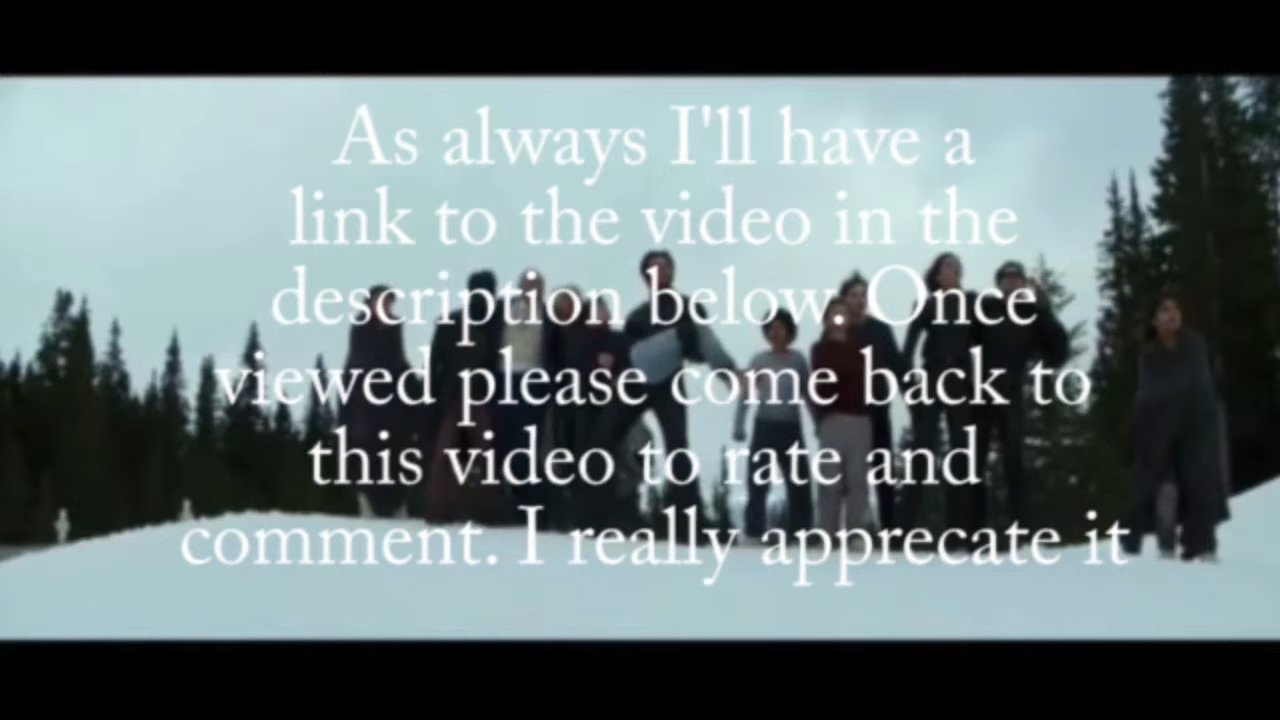 As always I'll have a
link to the video in the
description below. Once
viewed please come back to
this video to rate and
comment. I really apprecate it